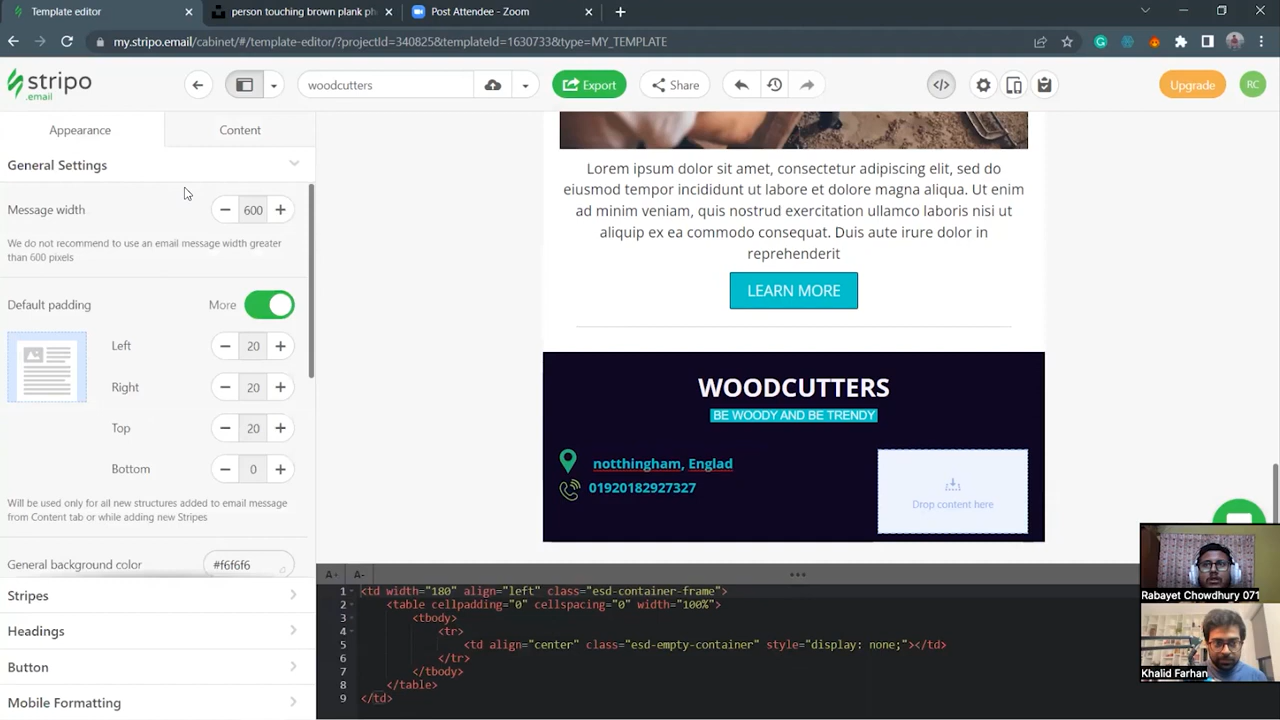 Template editor
person touching brown plank ph
Post Attendee - Zoom
my.stripo.email/cabinet/#/template-editor/?projectId=340825&templateId=1630733&type=MY_TEMPLATE
stripo
.email
woodcutters
Export
Share
Upgrade
RC
Appearance
Content
General Settings
Message width
600
We do not recommend to use an email message width greater
than 600 pixels
Default padding
More
Left
20
Right
20
Top
20
Bottom
0
Will be used only for all new structures added to email message
from Content tab or while adding new Stripes
General background color
#f6f6f6
Stripes
Headings
Button
Mobile Formatting
Lorem ipsum dolor sit amet, consectetur adipiscing elit, sed do
eiusmod tempor incididunt ut labore et dolore magna aliqua. Ut enim
ad minim veniam, quis nostrud exercitation ullamco laboris nisi ut
aliquip ex ea commodo consequat. Duis aute irure dolor in
reprehenderit
LEARN MORE
WOODCUTTERS
BE WOODY AND BE TRENDY
notthingham, Englad
01920182927327
Drop content here
A+ A-
1 <td width="180" align="left" class="esd-container-frame">
2 <table cellpadding="0" cellspacing="0" width="100%">
3 <tbody>
4 <tr>
5 <td align="center" class="esd-empty-container" style="display: none;"></td>
6 </tr>
7 </tbody>
8 </table>
9 </td>
Rabayet Chowdhury 071
Khalid Farhan